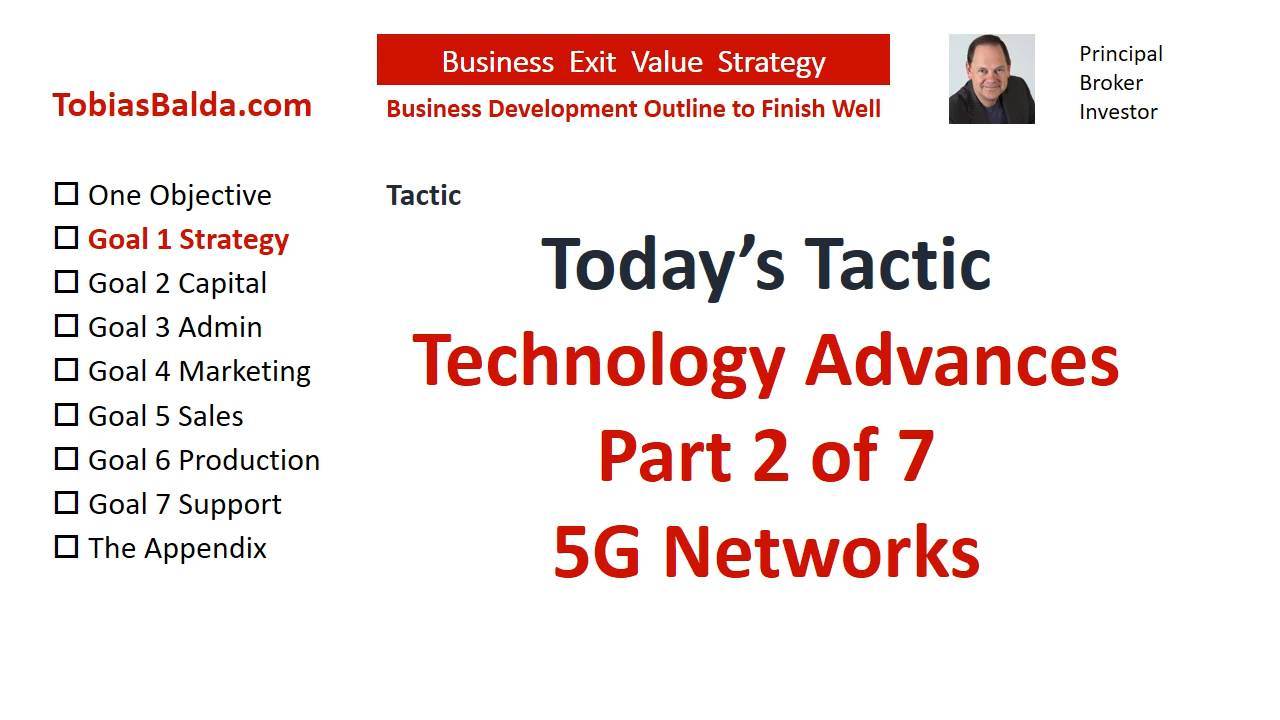 Business Exit Value Strategy
TobiasBalda.com
Business Development Outline to Finish Well
Principal
Broker
Investor
One Objective
Goal 1 Strategy
Goal 2 Capital
Goal 3 Admin
Goal 4 Marketing
Goal 5 Sales
Goal 6 Production
Goal 7 Support
The Appendix
Tactic
Today’s Tactic
Technology Advances
Part 2 of 7
5G Networks